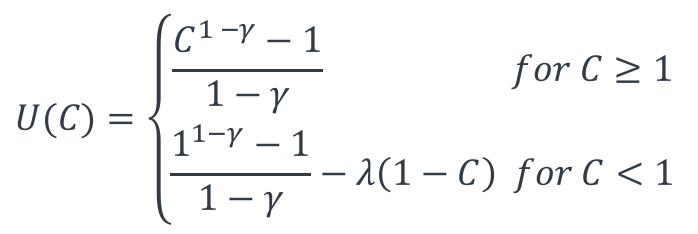 U(C) = { (C^{1-γ} − 1) / (1 − γ) for C ≥ 1
(1^{1−γ} − 1) / (1 − γ) − λ(1 − C) for C < 1